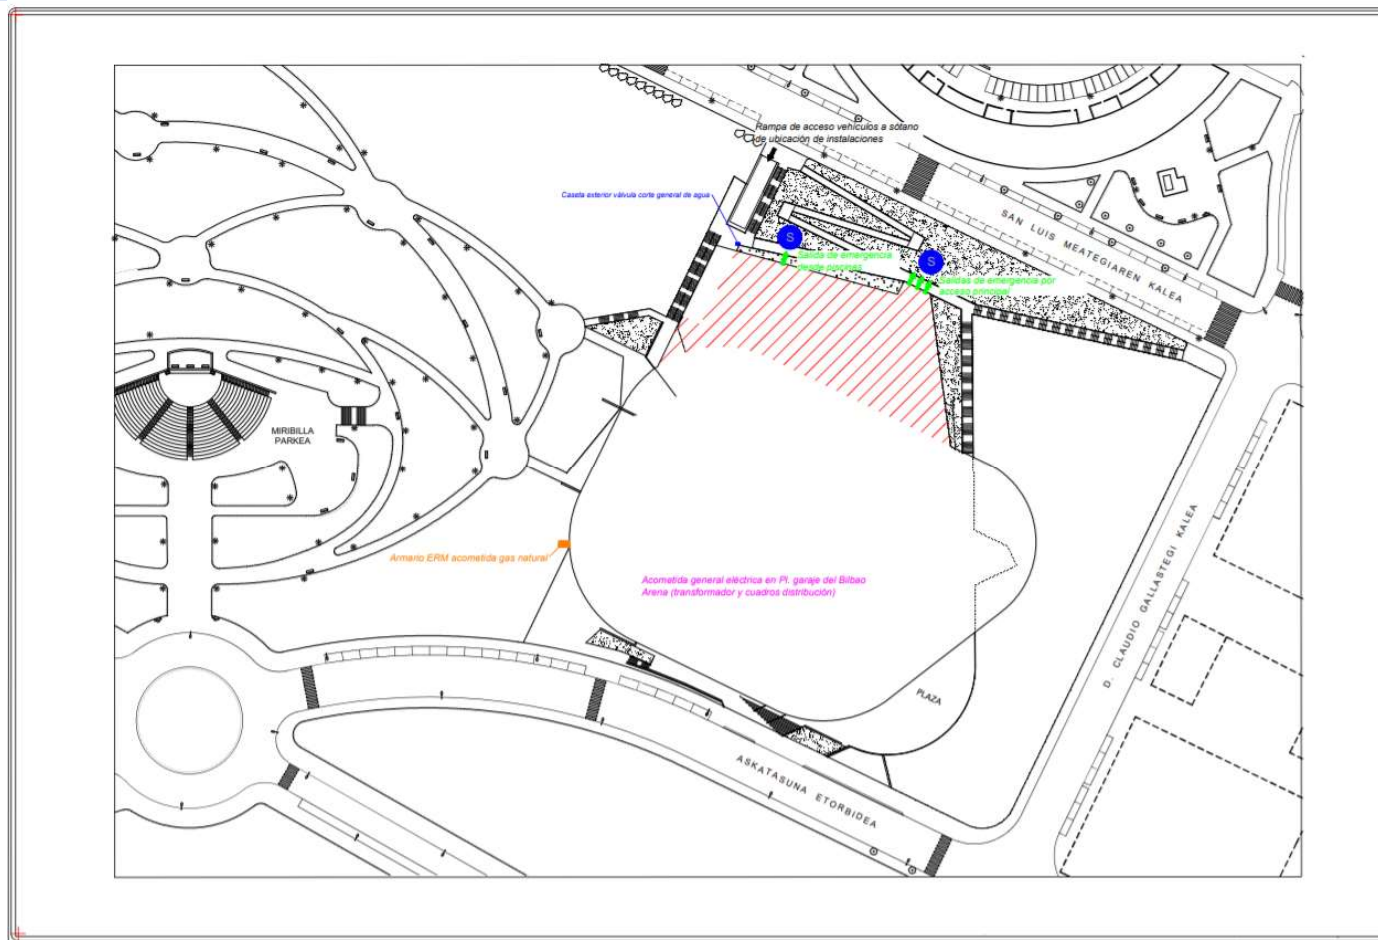 Rampa de acceso vehículos a sótano
de ubicación de instalaciones
Caseta exterior válvula corte general de agua
SAN LUIS MEATEGIAREN KALEA
S
Salida de emergencia
desde piscinas
S
Salidas de emergencia por
acceso principal
MIRIBILLA
PARKEA
Armario ERM acometida gas natural
Acometida general eléctrica en Pl. garaje del Bilbao
Arena (transformador y cuadros distribución)
D. CLAUDIO GALLASTEGI KALEA
PLAZA
ASKATASUNA ETORBIDEA